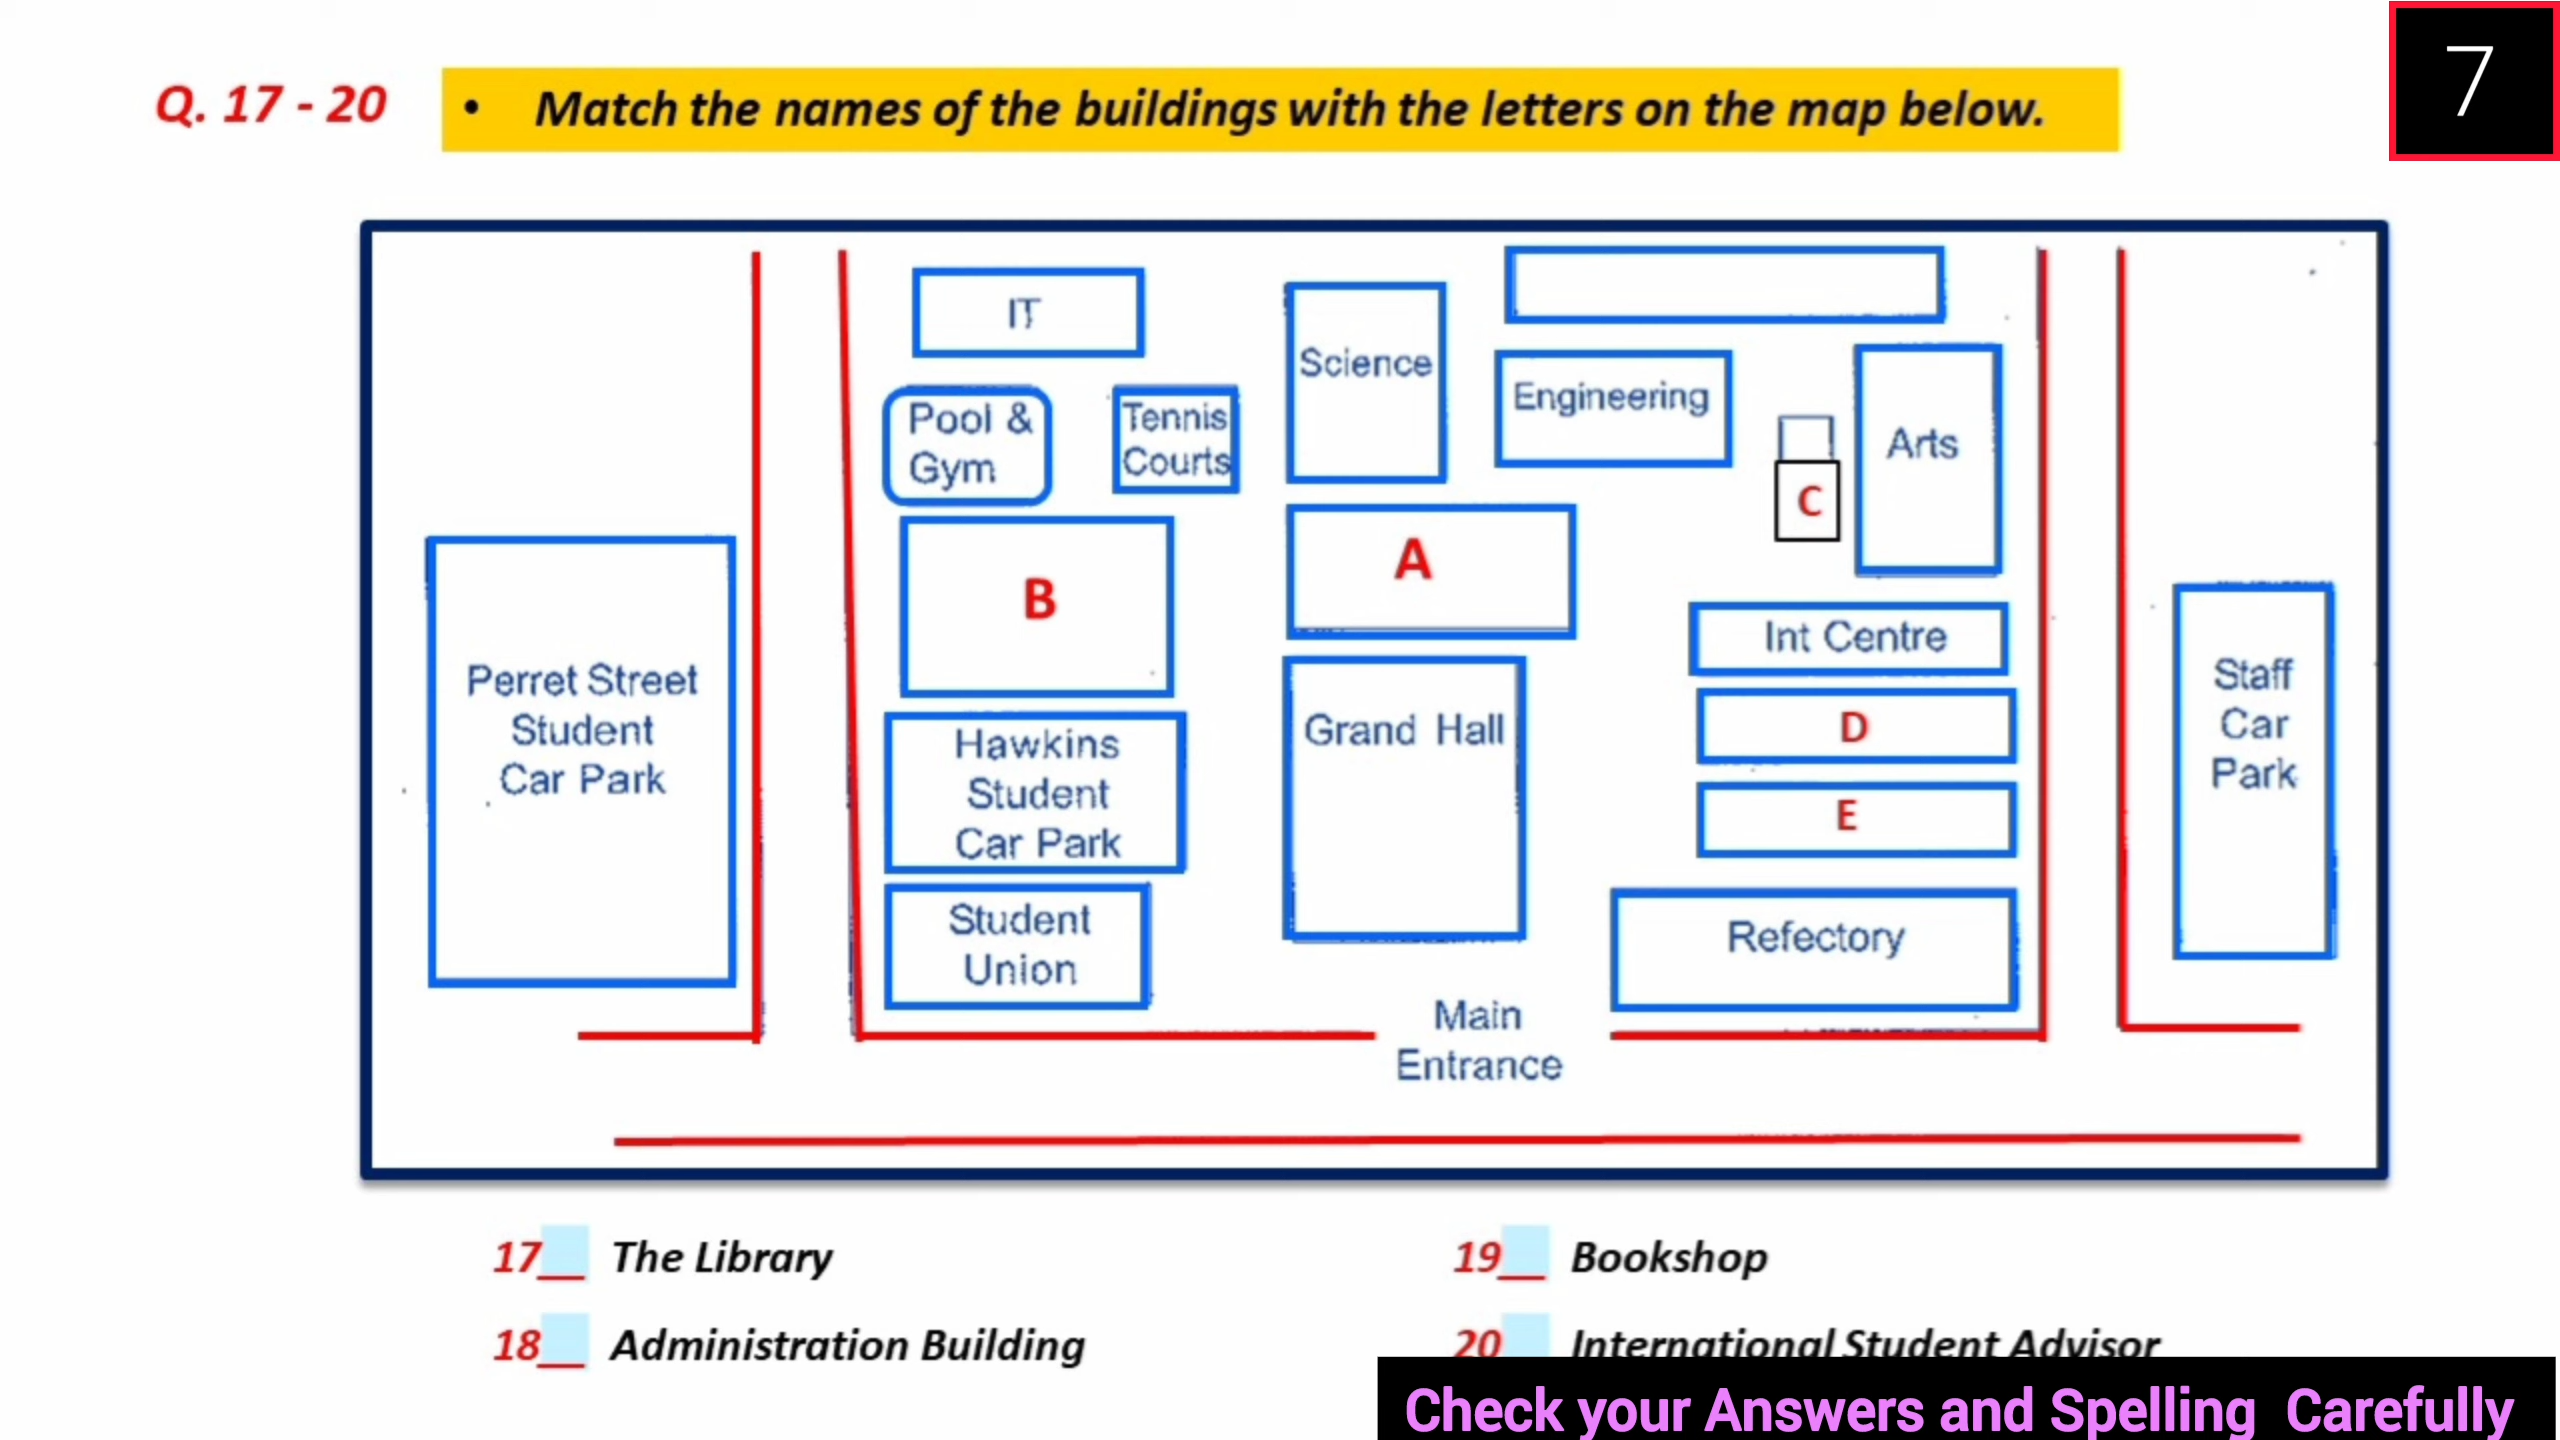 7
Q. 17 - 20
• Match the names of the buildings with the letters on the map below.
IT
Science
Engineering
Pool &
Gym
Tennis
Courts
Arts
C
A
B
Int Centre
Perret Street
Student
Car Park
Staff
Car
Park
Hawkins
Student
Car Park
Grand Hall
D
E
Student
Union
Refectory
Main
Entrance
17__ The Library
19__ Bookshop
18__ Administration Building
20 International Student Advisor
Check your Answers and Spelling Carefully